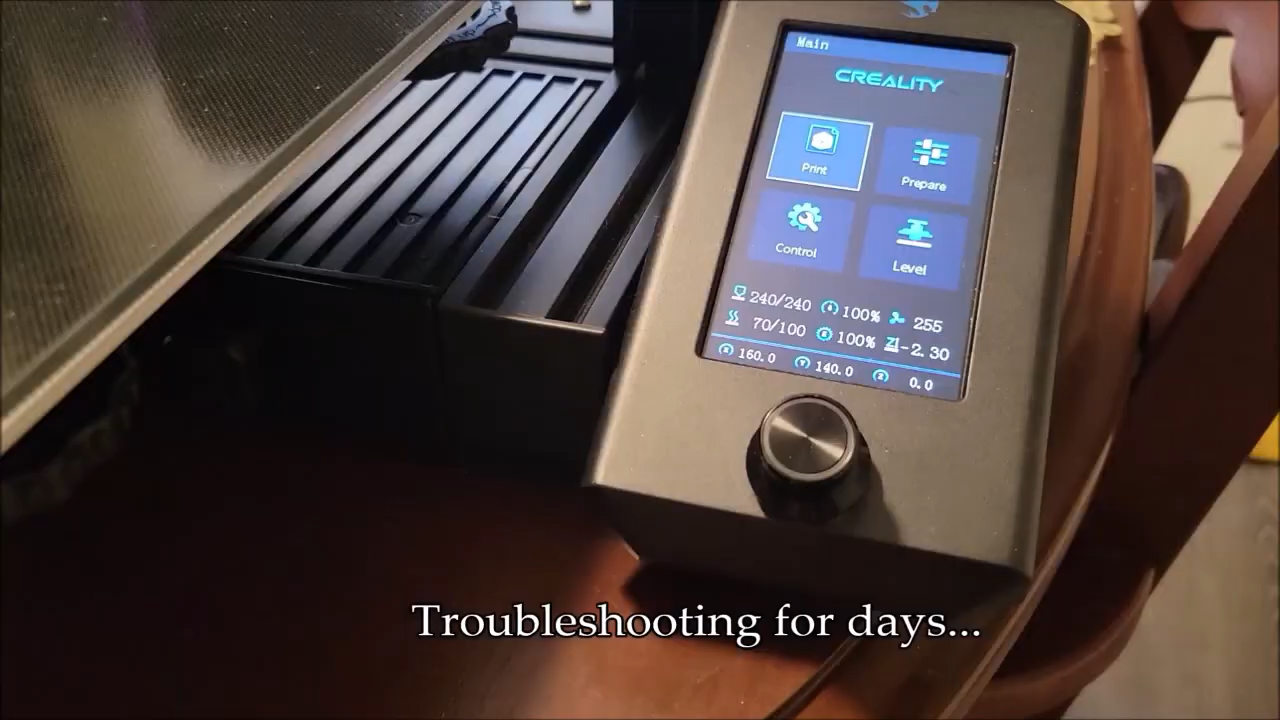 Main
CREALITY
Print
Prepare
Control
Level
240/240 100% 255
70/100 100% Z -2.30
X 160.0 Y 140.0 Z 0.0
Troubleshooting for days...